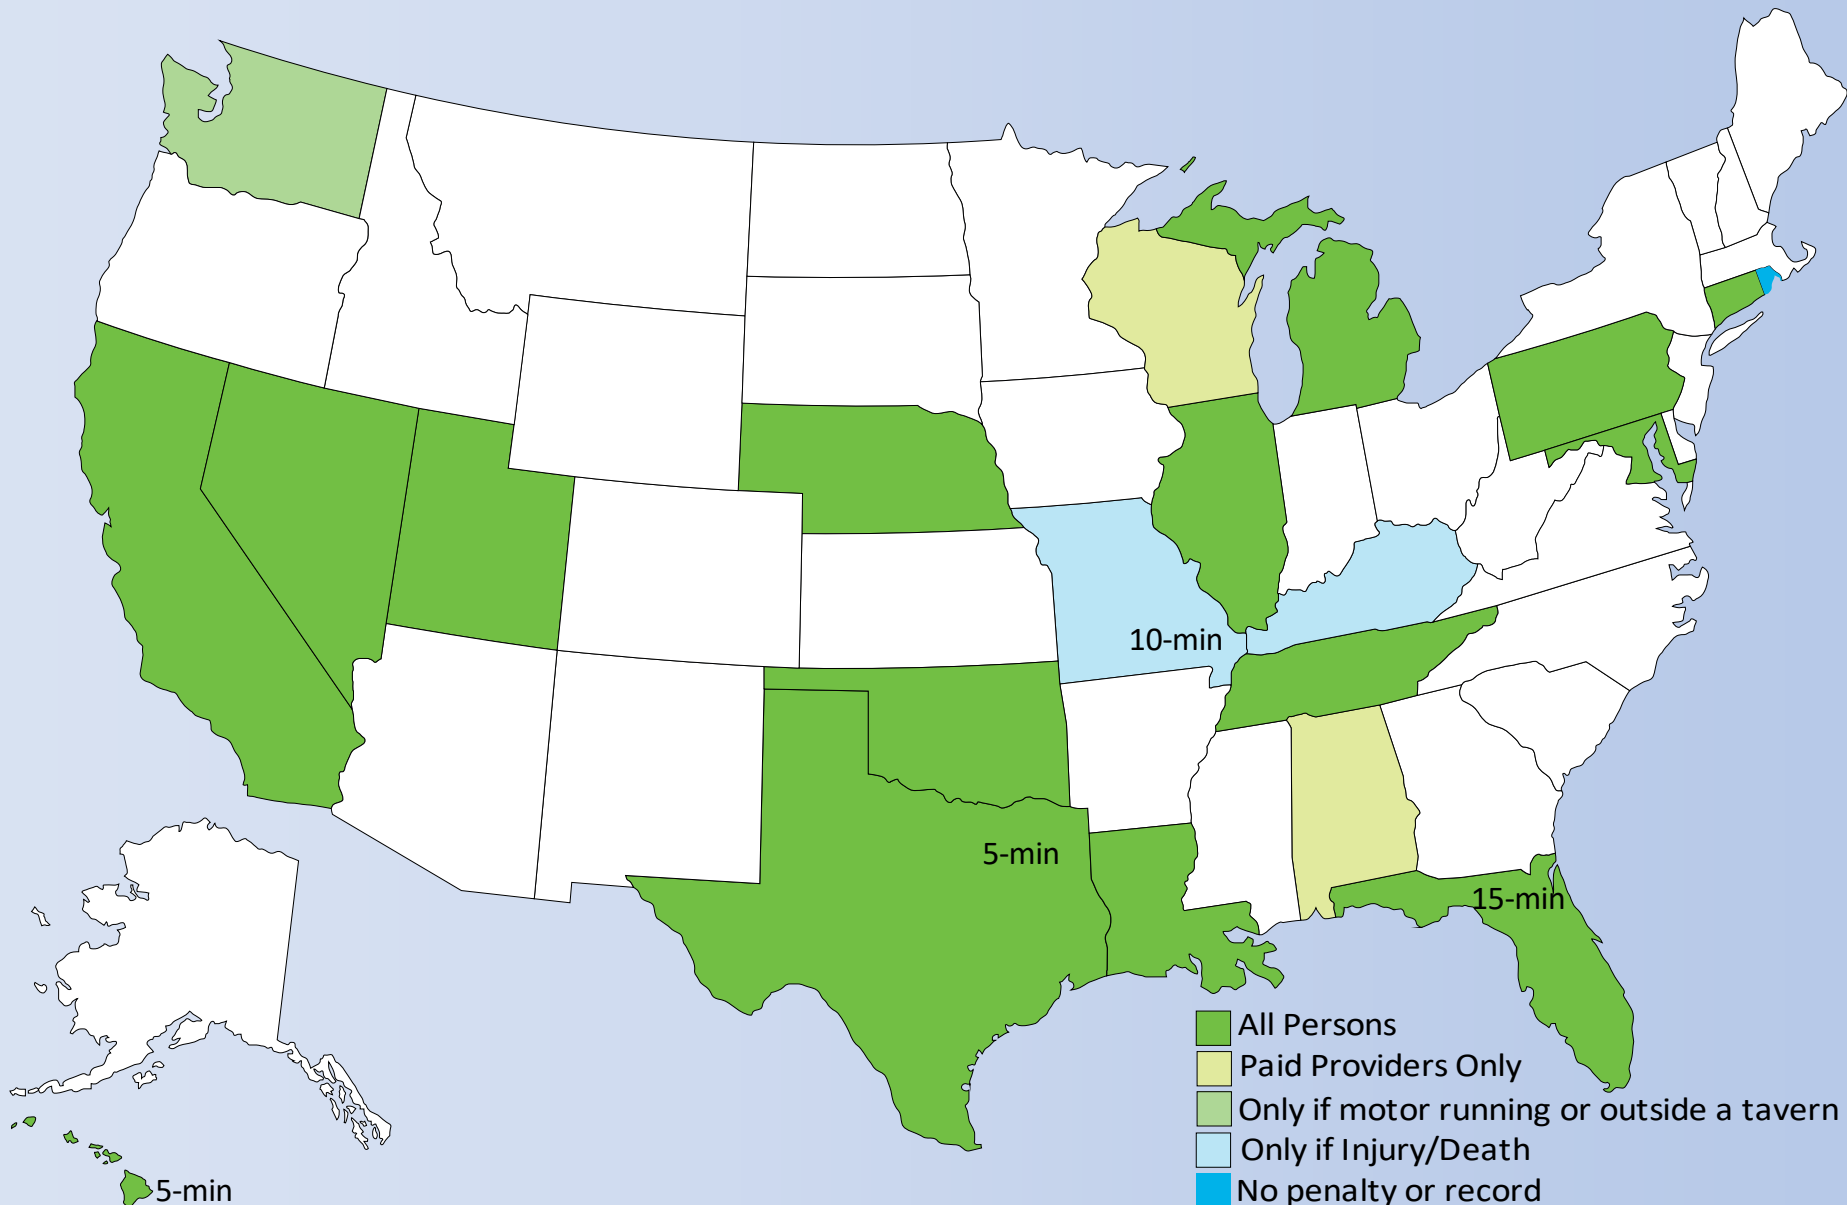 10-min
5-min
15-min
All Persons
Paid Providers Only
Only if motor running or outside a tavern
Only if Injury/Death
No penalty or record
5-min